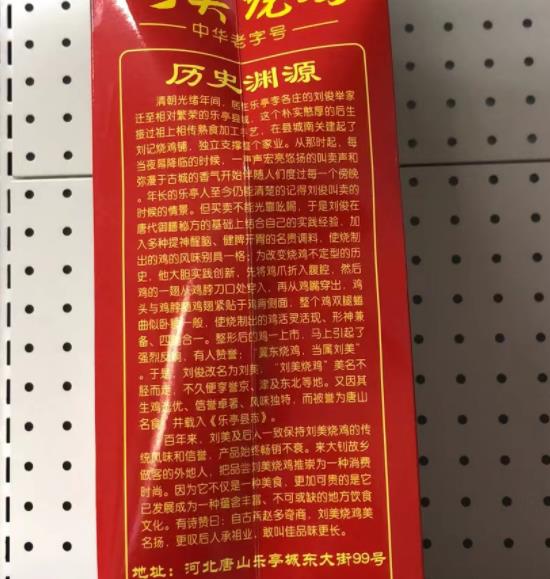 中华老字号
历史渊源
清朝光绪年间，居住乐亭李各庄的刘俊举家
迁至相对繁荣的乐亭县城，这个朴实憨厚的后生
振过祖上相传熟食加工手艺，在县城南关建起了
刘记烧鸡铺，独立支撑整个家业。从那时起，每
当夜幕降临的时候，一声声宏亮悠扬的叫卖声和
弥漫于古城的香气开始伴随人们度过每一个傍晚
。年长的乐亭人至今仍能清楚的记得刘俊叫卖的
时候的情景。但买卖不能光靠吆喝，于是刘俊在
唐代御膳秘方的基础上结合自己的实践经验，加
入多种提神醒脑、健脾开胃的名贵调料，使烧制
出的鸡的风味别具一格；为改变烧鸡不定型的历
史，他大胆实践创新，先将鸡爪折入腹腔，然后
鸡的一翅从鸡脖刀口处穿入，再从鸡嘴穿出，鸡
头与鸡脖随鸡翅紧贴于鸡背侧面，整个鸡双腿蜷
曲似卧睡一般，使烧制出的鸡活灵活现、形神兼
备、四脚合一。整形后的鸡一上市，马上引起了
强烈反响，有人赞誉：“冀东烧鸡，当属刘美”
。于是，刘俊改名为刘美，“刘美烧鸡”美名不
胫而走，不久便享誉京、津及东北等地。又因其
生鸡选优、信誉卓著、风味独特，而被誉为唐山
名食，并载入《乐亭县志》。
百年来，刘美及后人一致保持刘美烧鸡的传
统风味和信誉，产品始终畅销不衰。来大钊故乡
做客的外地人，把品尝刘美烧鸡推崇为一种消费
时尚。因为它不仅是一种美食，更加可贵的是它
已发展成为一种蕴含丰富、不可或缺的地方饮食
文化。有诗赞曰：自古燕赵多奇商，刘美烧鸡美
名扬，更叹后人承祖业，敢叫佳品味更长。
地址：河北唐山乐亭城东大街99号